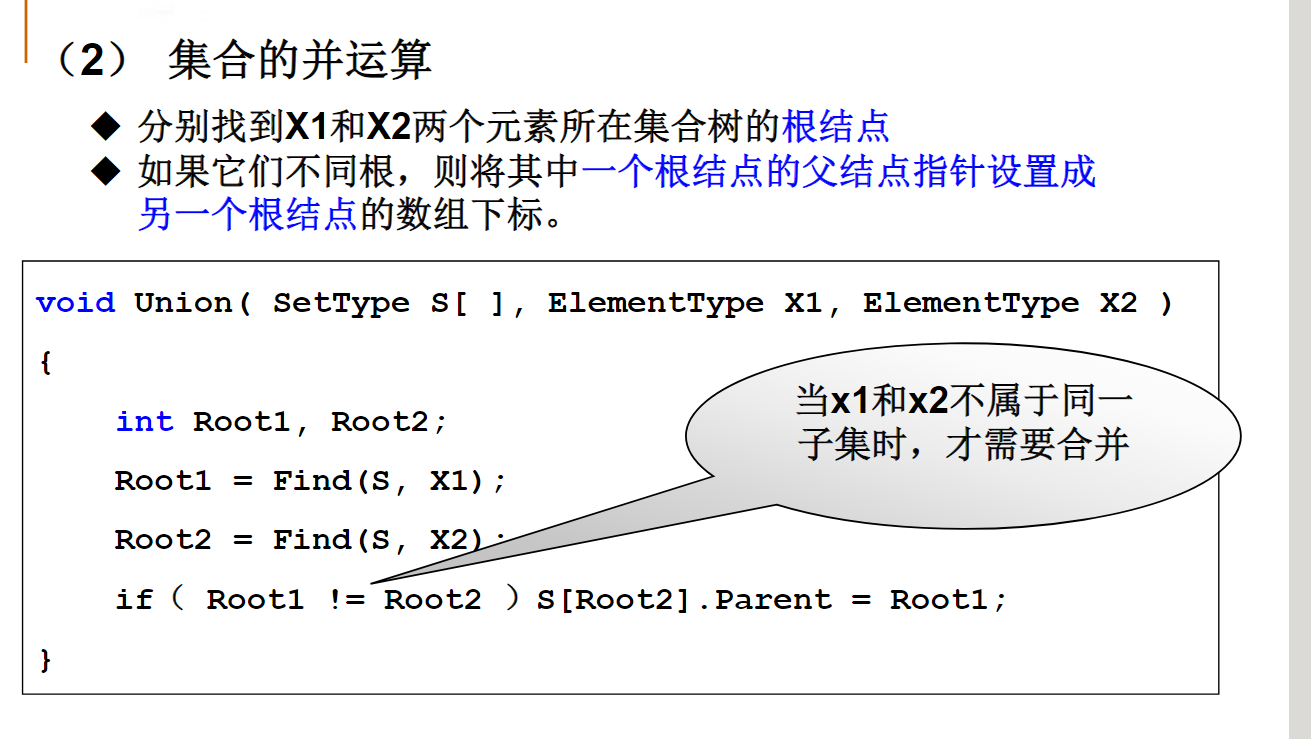 （2） 集合的并运算
◆ 分别找到X1和X2两个元素所在集合树的根结点
◆ 如果它们不同根，则将其中一个根结点的父结点指针设置成
另一个根结点的数组下标。
void Union( SetType S[ ], ElementType X1, ElementType X2 )
{
int Root1, Root2;
Root1 = Find(S, X1);
Root2 = Find(S, X2);
if（ Root1 != Root2 ）S[Root2].Parent = Root1;
}
当x1和x2不属于同一
子集时，才需要合并